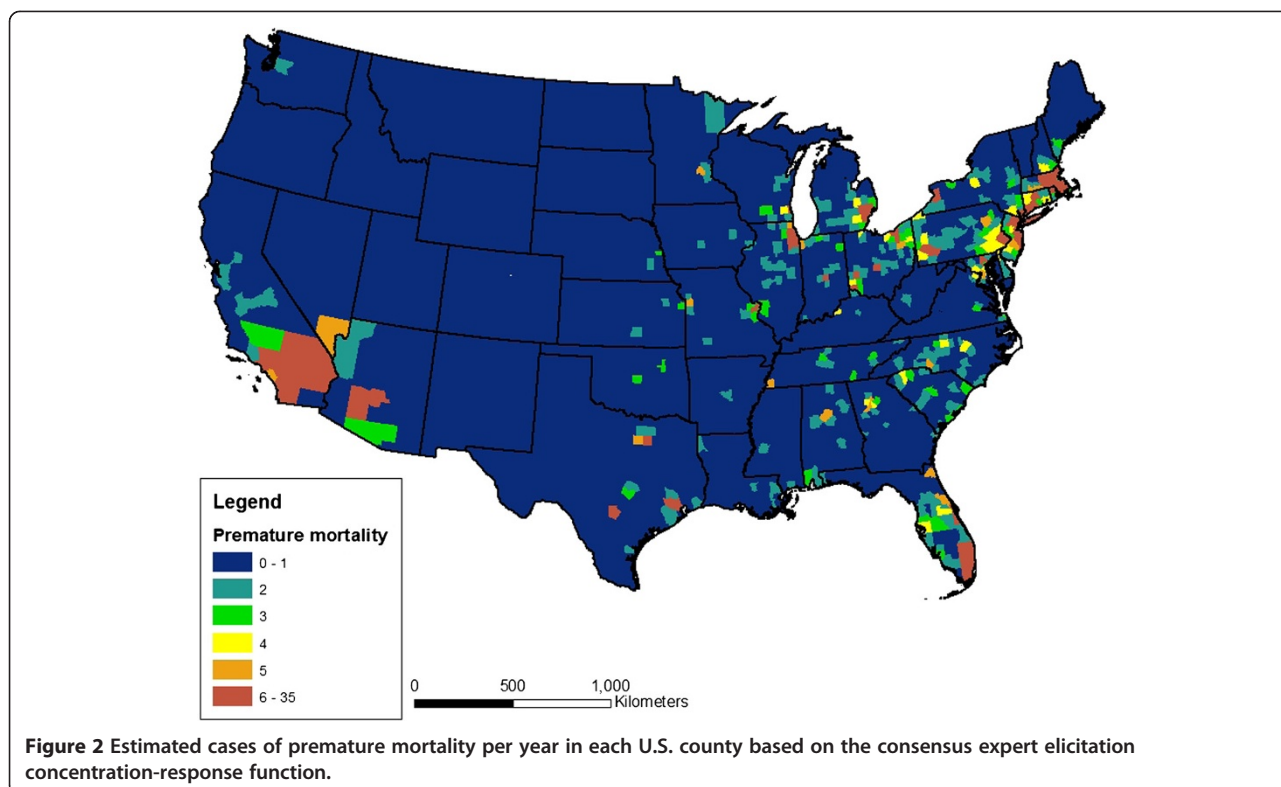 Legend
Premature mortality
0 - 1
2
3
4
5
6 - 35
0 500 1,000
Kilometers
Figure 2 Estimated cases of premature mortality per year in each U.S. county based on the consensus expert elicitation
concentration-response function.